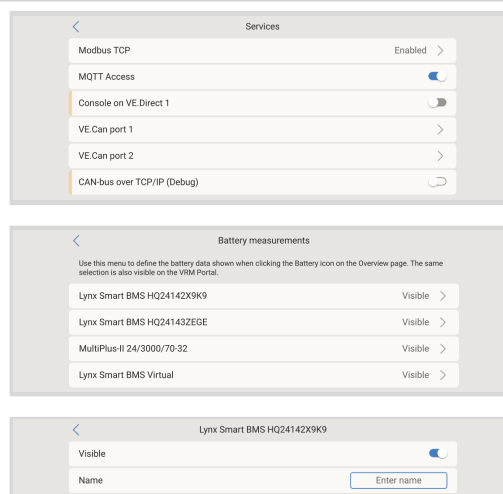 Services
Modbus TCP
Enabled
MQTT Access
Console on VE.Direct 1
VE.Can port 1
VE.Can port 2
CAN-bus over TCP/IP (Debug)
Battery measurements
Use this menu to define the battery data shown when clicking the Battery icon on the Overview page. The same
selection is also visible on the VRM Portal.
Lynx Smart BMS HQ24142X9K9
Visible
Lynx Smart BMS HQ24143ZEGE
Visible
MultiPlus-II 24/3000/70-32
Visible
Lynx Smart BMS Virtual
Visible
Lynx Smart BMS HQ24142X9K9
Visible
Name
Enter name